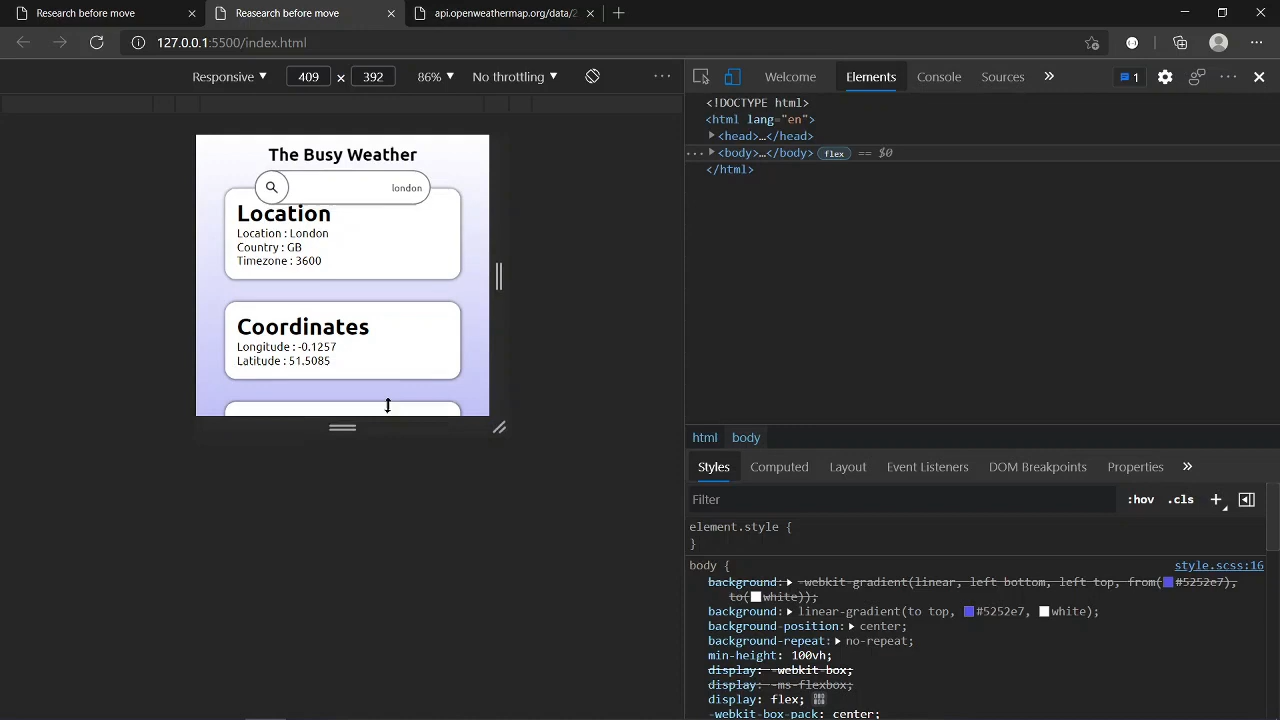 Research before move
Reasearch before move
api.openweathermap.org/data/2
127.0.0.1:5500/index.html
Responsive 409 x 392 86% No throttling
Welcome Elements Console Sources 1
<!DOCTYPE html>
<html lang="en">
<head>…</head>
<body>…</body> flex == $0
</html>
The Busy Weather
london
Location
Location : London
Country : GB
Timezone : 3600
Coordinates
Longitude : -0.1257
Latitude : 51.5085
html body
Styles Computed Layout Event Listeners DOM Breakpoints Properties
Filter :hov .cls
element.style {
}
body { style.scss:16
background: -webkit-gradient(linear, left bottom, left top, from(#5252e7),
to(white));
background: linear-gradient(to top, #5252e7, white);
background-position: center;
background-repeat: no-repeat;
min-height: 100vh;
display: -webkit-box;
display: -ms-flexbox;
display: flex;
-webkit-box-pack: center;